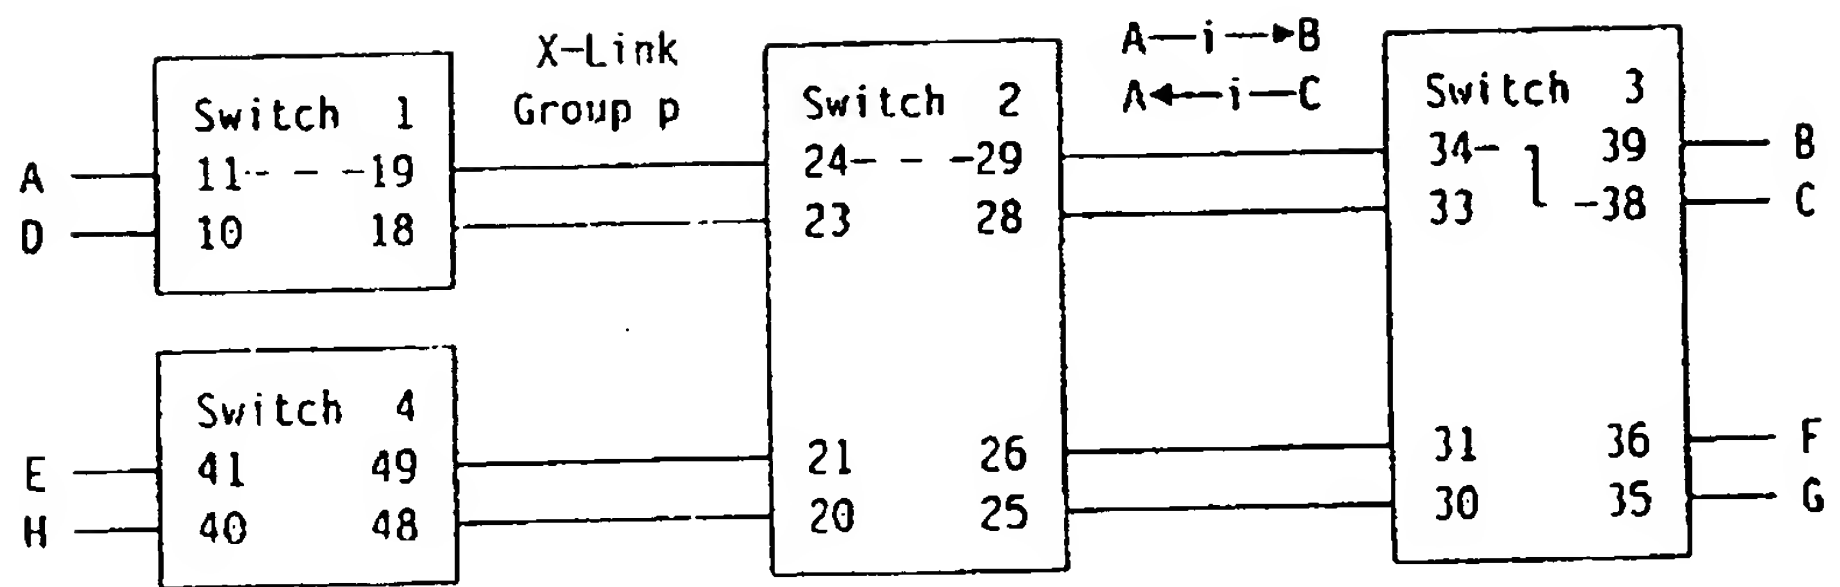 X-Link
Group p
A—i—►B
A◄—i—C
Switch 1
11-- - -19
10 18
A
D
Switch 2
24- - -29
23 28
21 26
20 25
Switch 3
34- 39
33 -38
31 36
30 35
B
C
F
G
Switch 4
41 49
40 48
E
H